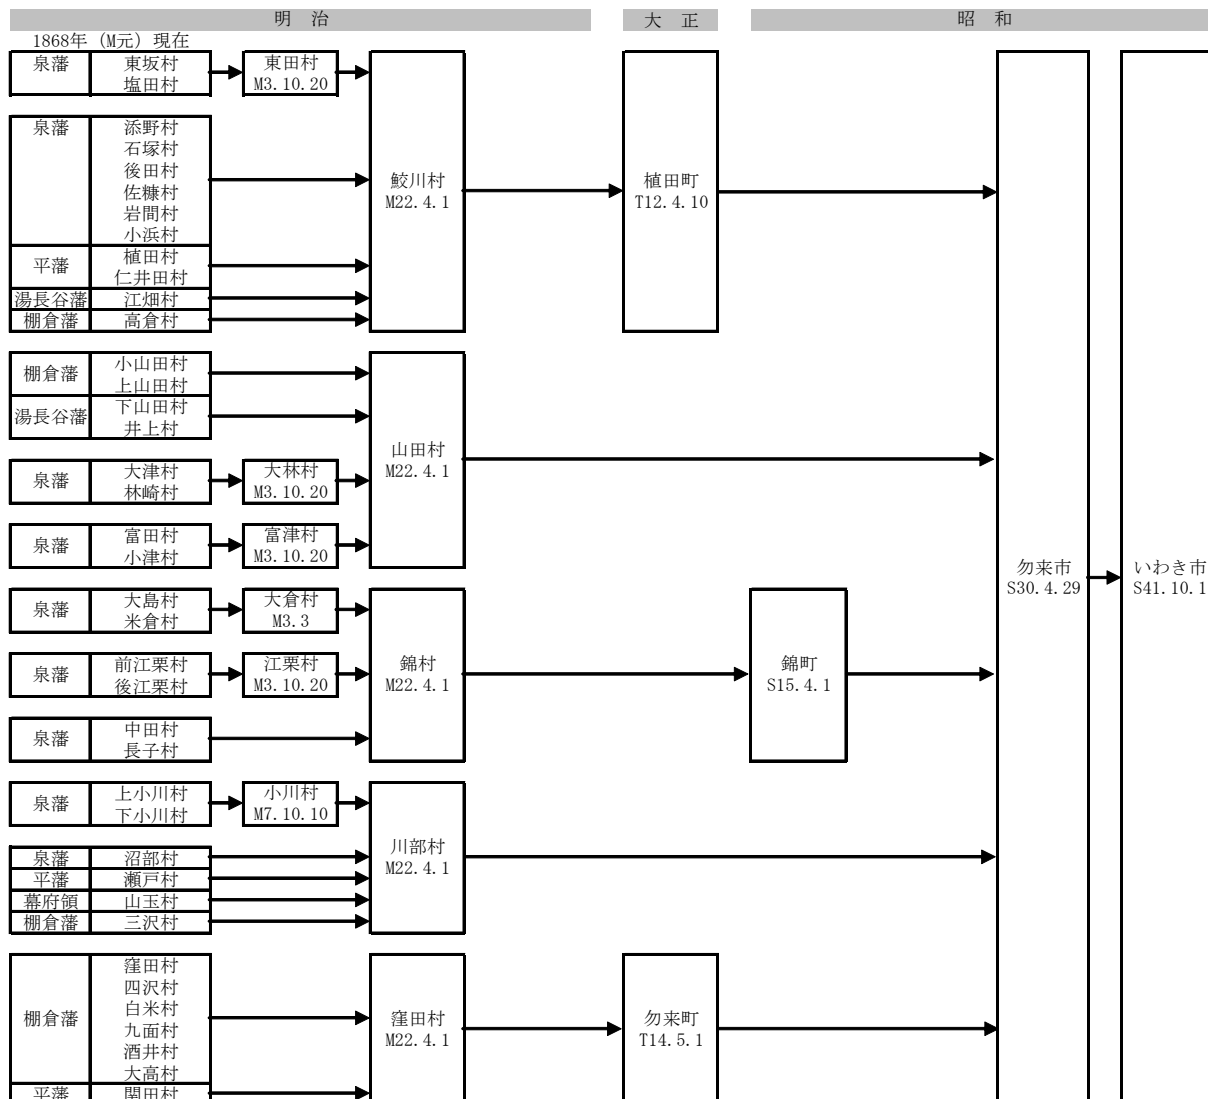 明 治
大 正
昭 和
1868年（M元）現在
泉藩
東坂村
塩田村
東田村
M3.10.20
泉藩
添野村
石塚村
後田村
佐糠村
岩間村
小浜村
平藩
植田村
仁井田村
湯長谷藩
江畑村
棚倉藩
高倉村
鮫川村
M22.4.1
植田町
T12.4.10
棚倉藩
小山田村
上山田村
湯長谷藩
下山田村
井上村
泉藩
大津村
林崎村
大林村
M3.10.20
泉藩
富田村
小津村
富津村
M3.10.20
山田村
M22.4.1
泉藩
大島村
米倉村
大倉村
M3.3
泉藩
前江栗村
後江栗村
江栗村
M3.10.20
泉藩
中田村
長子村
錦村
M22.4.1
錦町
S15.4.1
泉藩
上小川村
下小川村
小川村
M7.10.10
泉藩
沼部村
平藩
瀬戸村
幕府領
山玉村
棚倉藩
三沢村
川部村
M22.4.1
棚倉藩
窪田村
四沢村
白米村
九面村
酒井村
大高村
平藩
関田村
窪田村
M22.4.1
勿来町
T14.5.1
勿来市
S30.4.29
いわき市
S41.10.1